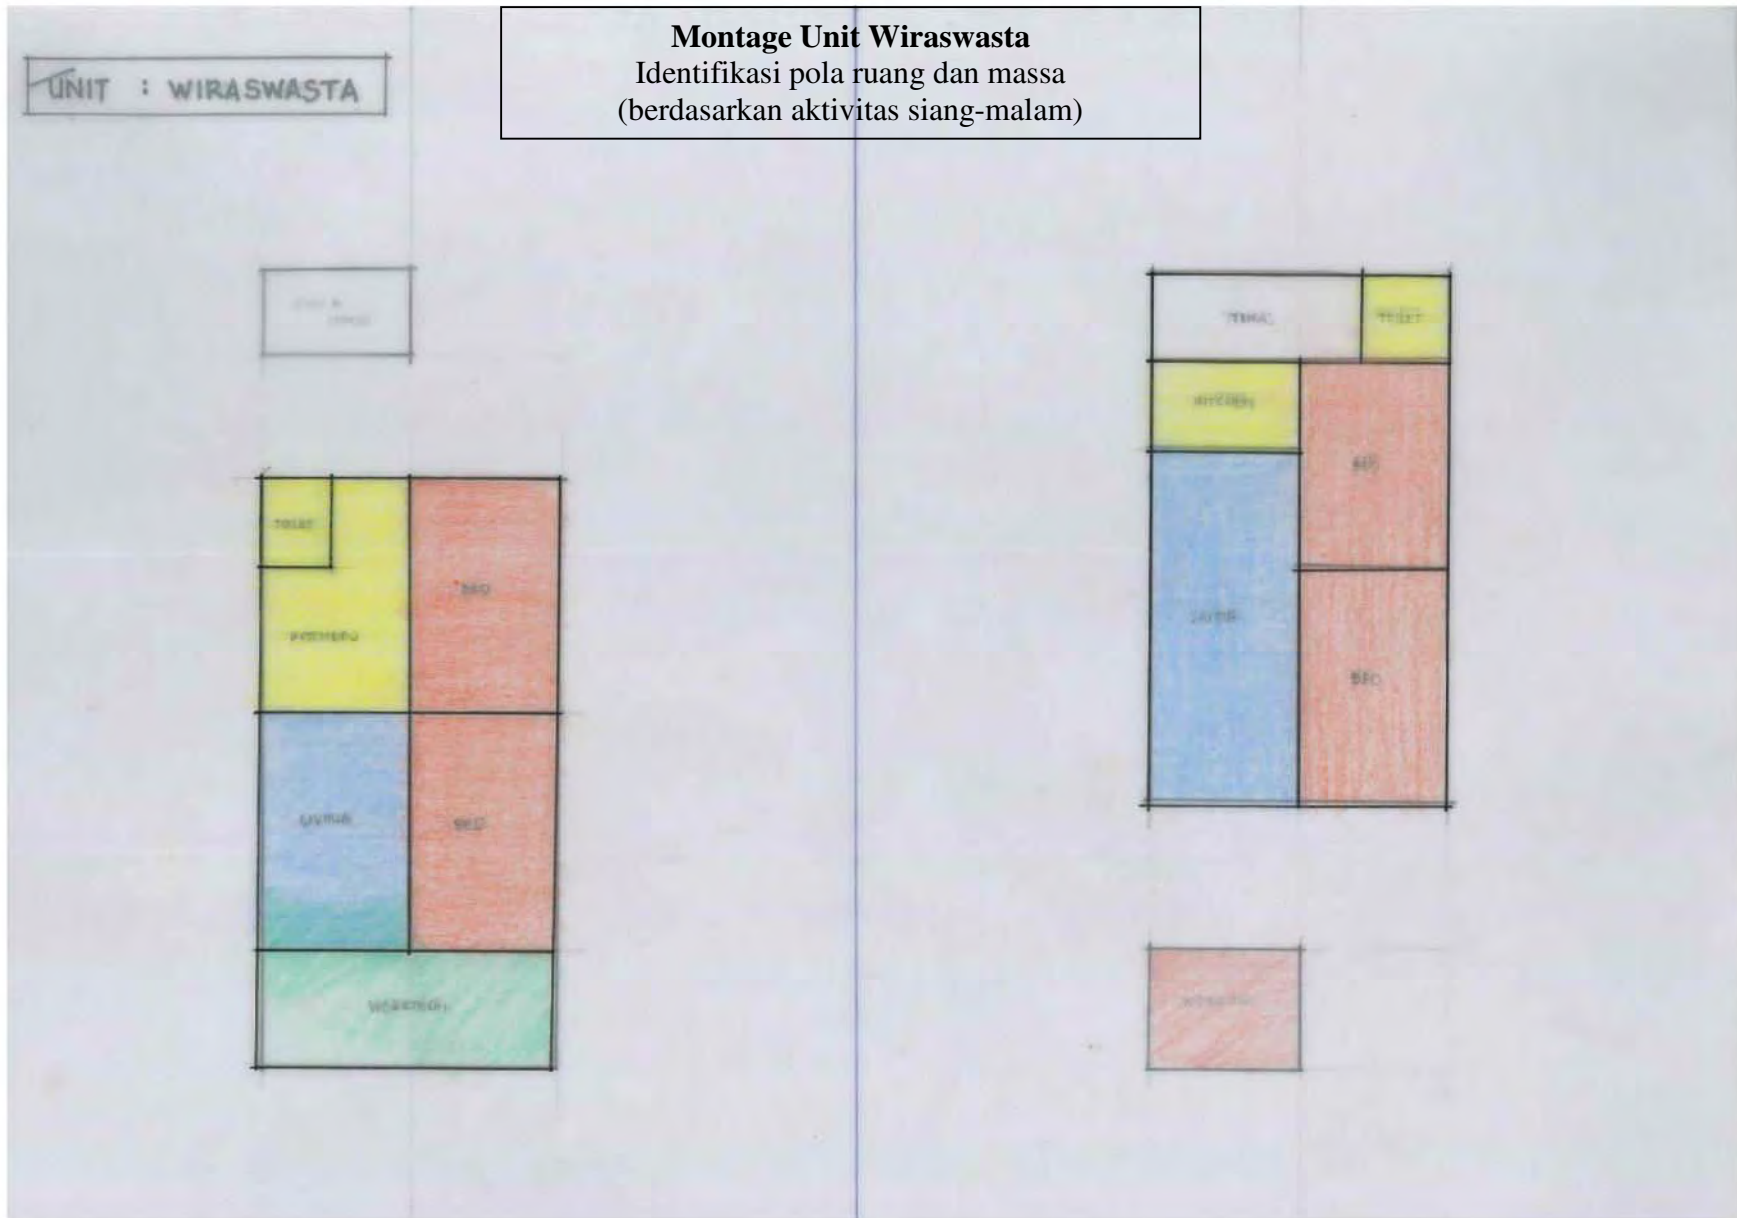 Montage Unit Wiraswasta
Identifikasi pola ruang dan massa
(berdasarkan aktivitas siang-malam)
UNIT : WIRASWASTA
TOILET
BED
LIVING
BED
TOILET
KITCHEN
BED
BED